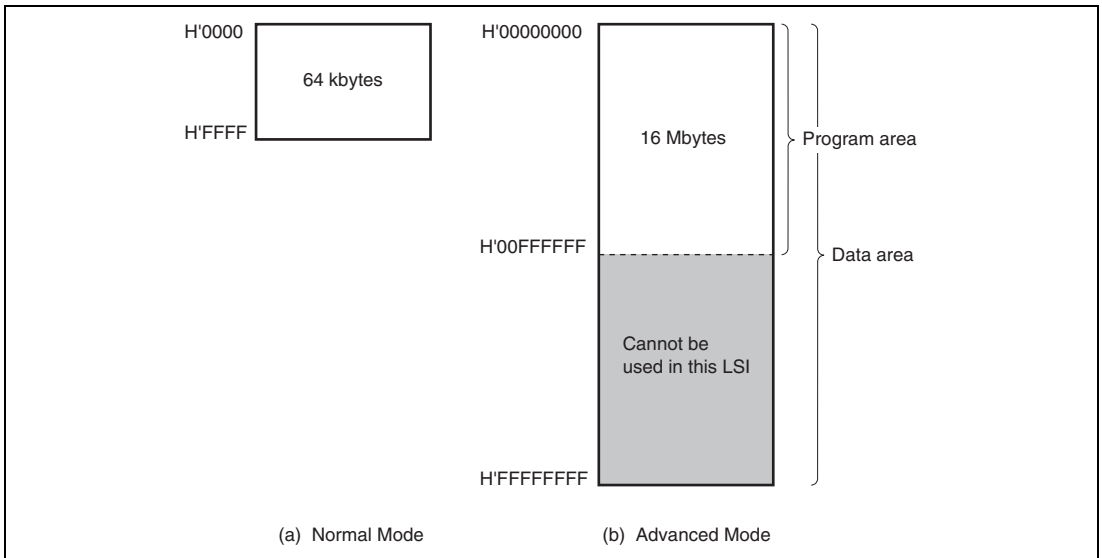 H'0000
64 kbytes
H'FFFF
(a) Normal Mode
H'00000000
16 Mbytes
Program area
H'00FFFFFF
Data area
Cannot be
used in this LSI
H'FFFFFFFF
(b) Advanced Mode